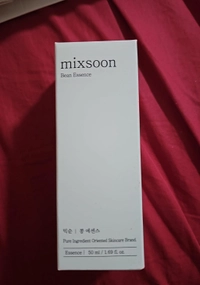 mixsoon
Bean Essence
믹순 | 콩 에센스
Pure Ingredient Oriented Skincare Brand
Essence | 50 ml / 1.69 fl. oz